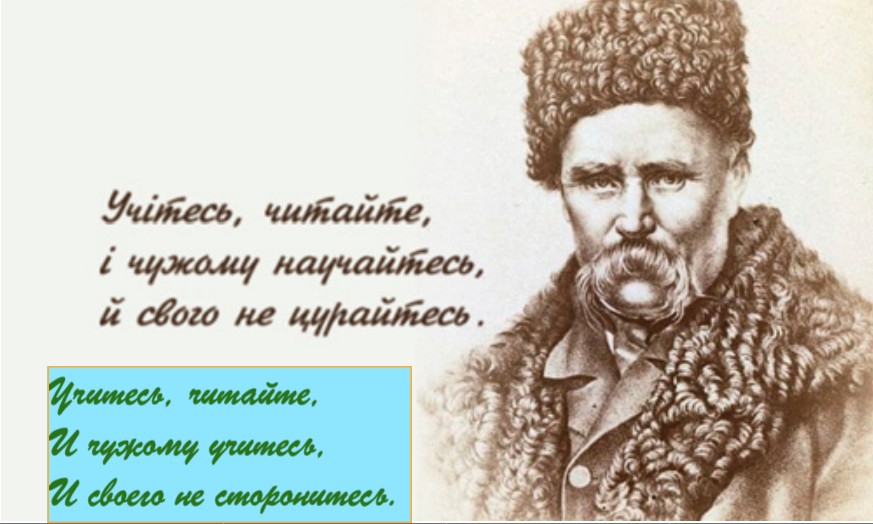 Учітесь, читайте,
і чужому научайтесь,
й свого не цурайтесь.
Учитесь, читайте,
И чужому учитесь,
И своего не сторонитесь.